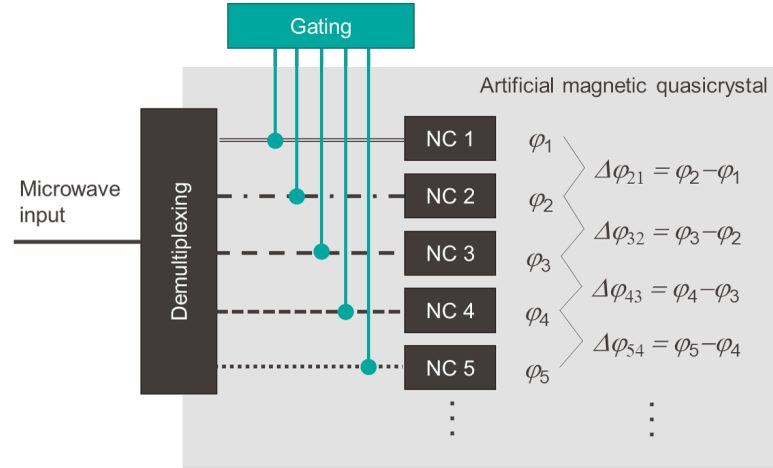 Gating
Artificial magnetic quasicrystal
Microwave
input
Demultiplexing
NC 1
NC 2
NC 3
NC 4
NC 5
φ₁
φ₂
φ₃
φ₄
φ₅
Δφ₂₁ = φ₂−φ₁
Δφ₃₂ = φ₃−φ₂
Δφ₄₃ = φ₄−φ₃
Δφ₅₄ = φ₅−φ₄